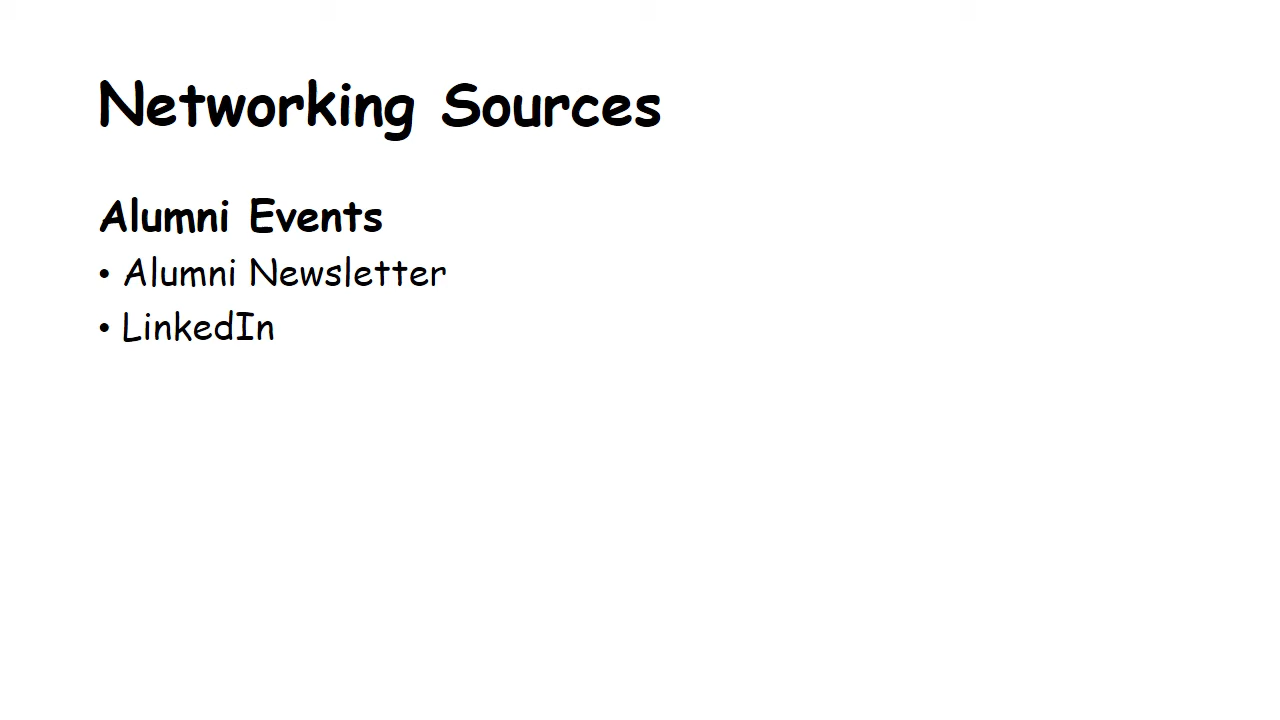 Networking Sources
Alumni Events
• Alumni Newsletter
• LinkedIn